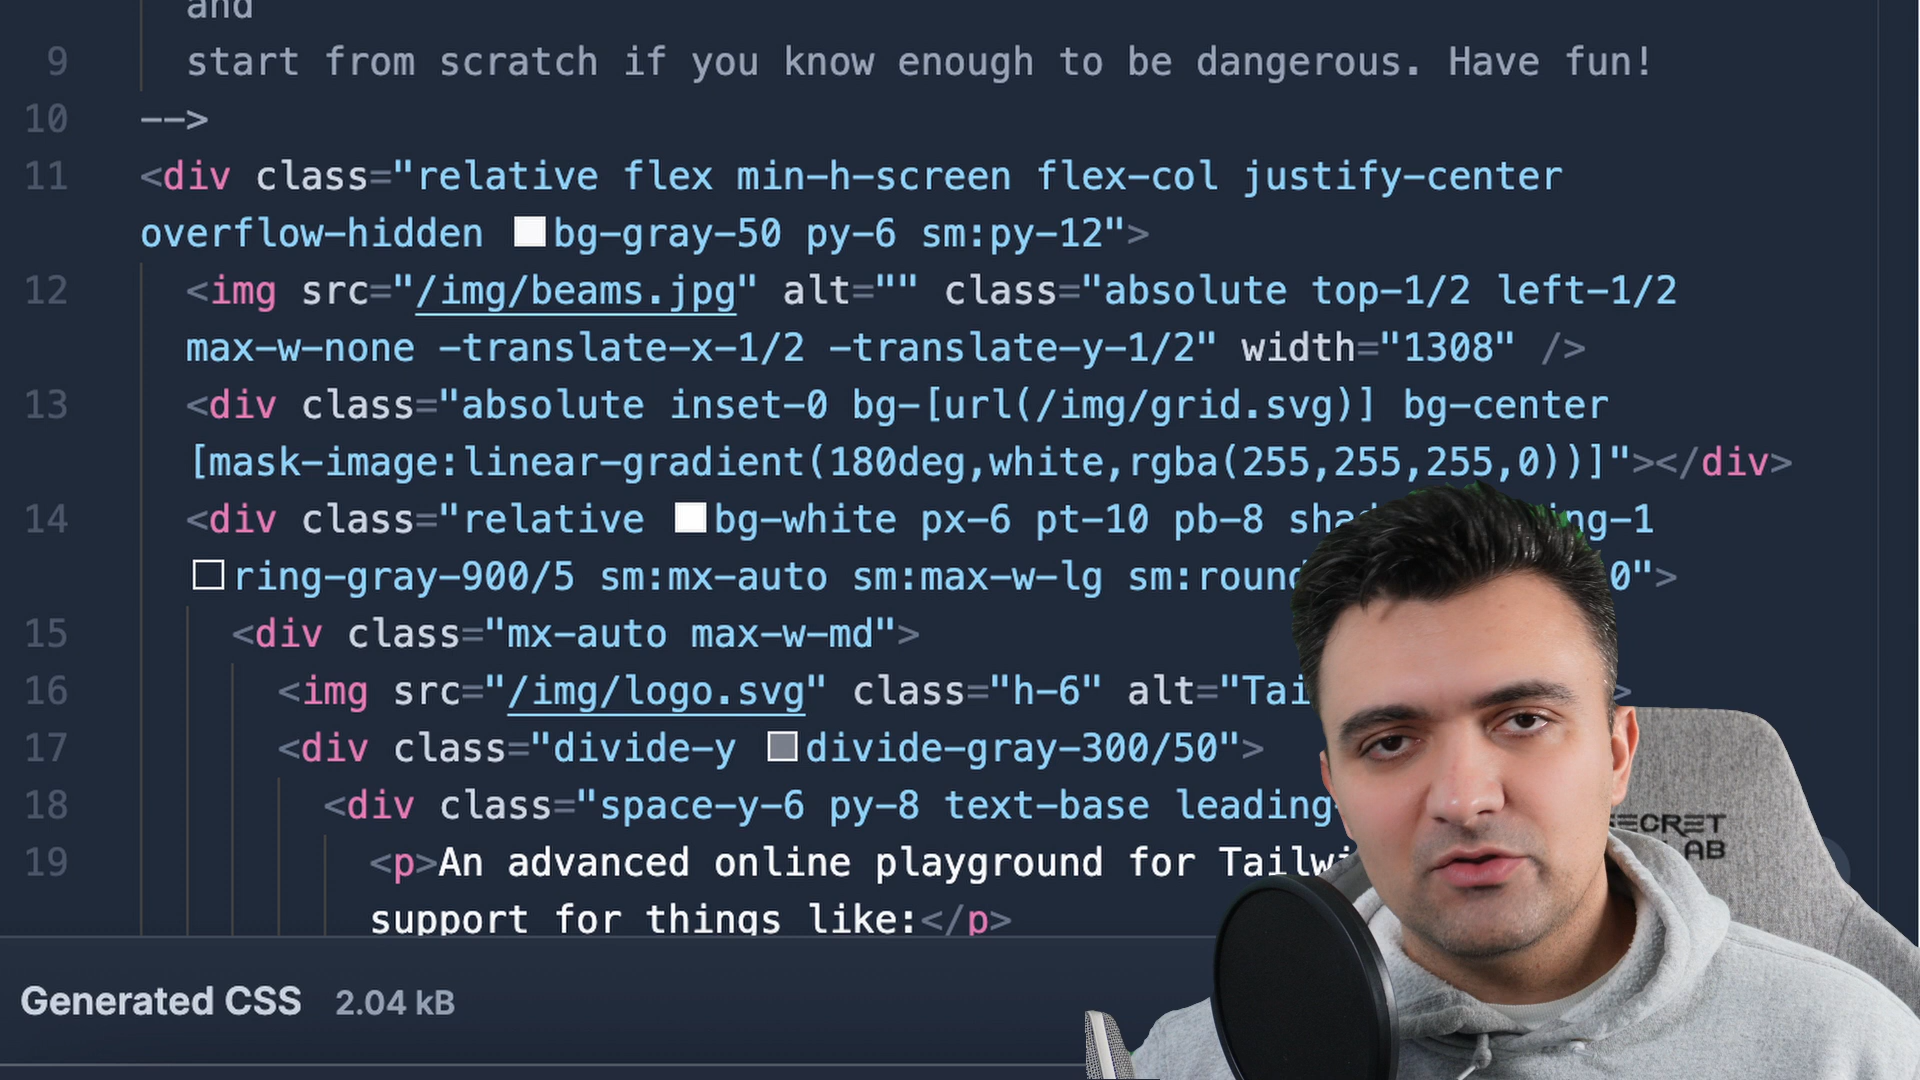 and
9 start from scratch if you know enough to be dangerous. Have fun!
10 -->
11 <div class="relative flex min-h-screen flex-col justify-center
overflow-hidden bg-gray-50 py-6 sm:py-12">
12 <img src="/img/beams.jpg" alt="" class="absolute top-1/2 left-1/2
max-w-none -translate-x-1/2 -translate-y-1/2" width="1308" />
13 <div class="absolute inset-0 bg-[url(/img/grid.svg)] bg-center
[mask-image:linear-gradient(180deg,white,rgba(255,255,255,0))]"></div>
14 <div class="relative bg-white px-6 pt-10 pb-8 ng-1
ring-gray-900/5 sm:mx-auto sm:max-w-lg 0">
15 <div class="mx-auto max-w-md">
16 <img src="/img/logo.svg" class="h-6" alt=" >
17 <div class="divide-y divide-gray-300/50">
18 <div class="space-y-6 py-8 text-base leading
19 <p>An advanced online playground for
support for things like:</p>
SECRET
LAB
Generated CSS 2.04 kB